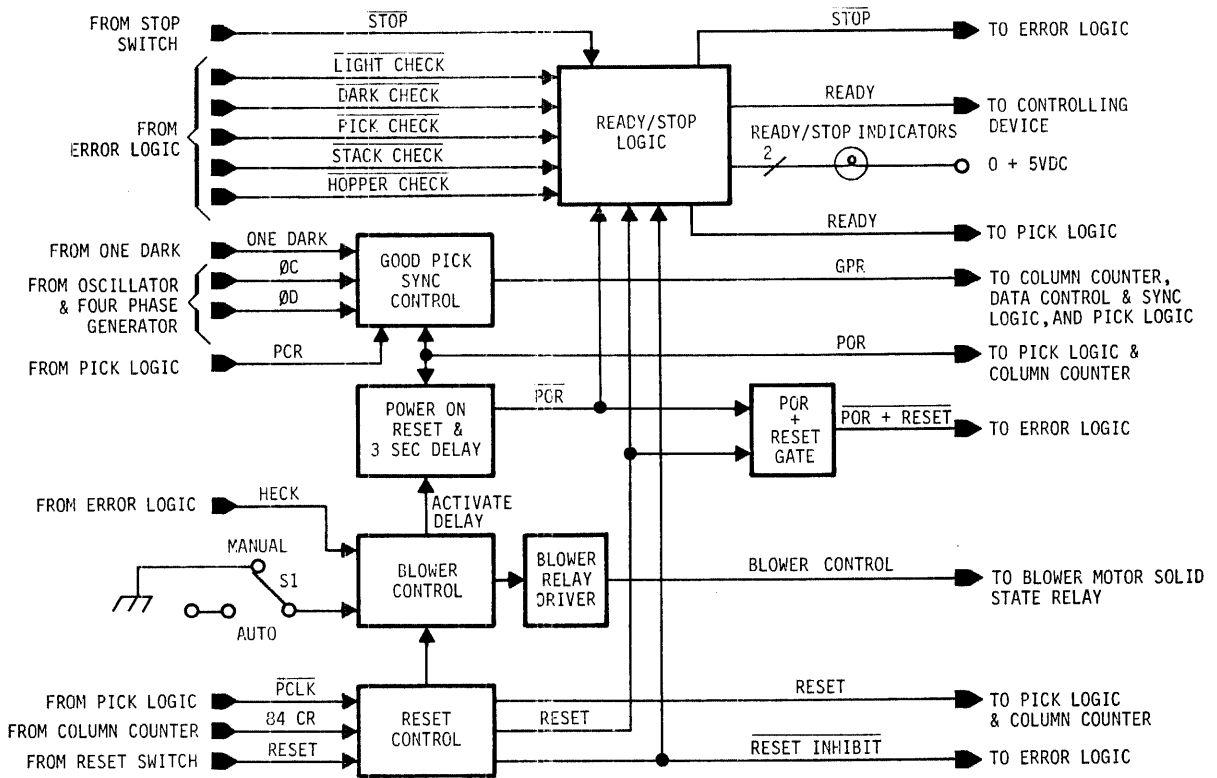 FROM STOP
SWITCH
STOP
STOP
TO ERROR LOGIC
FROM
ERROR LOGIC
LIGHT CHECK
DARK CHECK
PICK CHECK
STACK CHECK
HOPPER CHECK
READY/STOP
LOGIC
READY
TO CONTROLLING
DEVICE
READY/STOP INDICATORS
2
0 + 5VDC
READY
TO PICK LOGIC
FROM ONE DARK
ONE DARK
FROM OSCILLATOR
& FOUR PHASE
GENERATOR
ØC
ØD
GOOD PICK
SYNC
CONTROL
GPR
TO COLUMN COUNTER,
DATA CONTROL & SYNC
LOGIC, AND PICK LOGIC
FROM PICK LOGIC
PCR
POR
TO PICK LOGIC &
COLUMN COUNTER
POWER ON
RESET &
3 SEC DELAY
POR
POR
+
RESET
GATE
POR + RESET
TO ERROR LOGIC
FROM ERROR LOGIC
HECK
ACTIVATE
DELAY
MANUAL
S1
AUTO
BLOWER
CONTROL
BLOWER
RELAY
DRIVER
BLOWER CONTROL
TO BLOWER MOTOR SOLID
STATE RELAY
FROM PICK LOGIC
PCLK
FROM COLUMN COUNTER
84 CR
FROM RESET SWITCH
RESET
RESET
CONTROL
RESET
RESET
TO PICK LOGIC
& COLUMN COUNTER
RESET INHIBIT
TO ERROR LOGIC